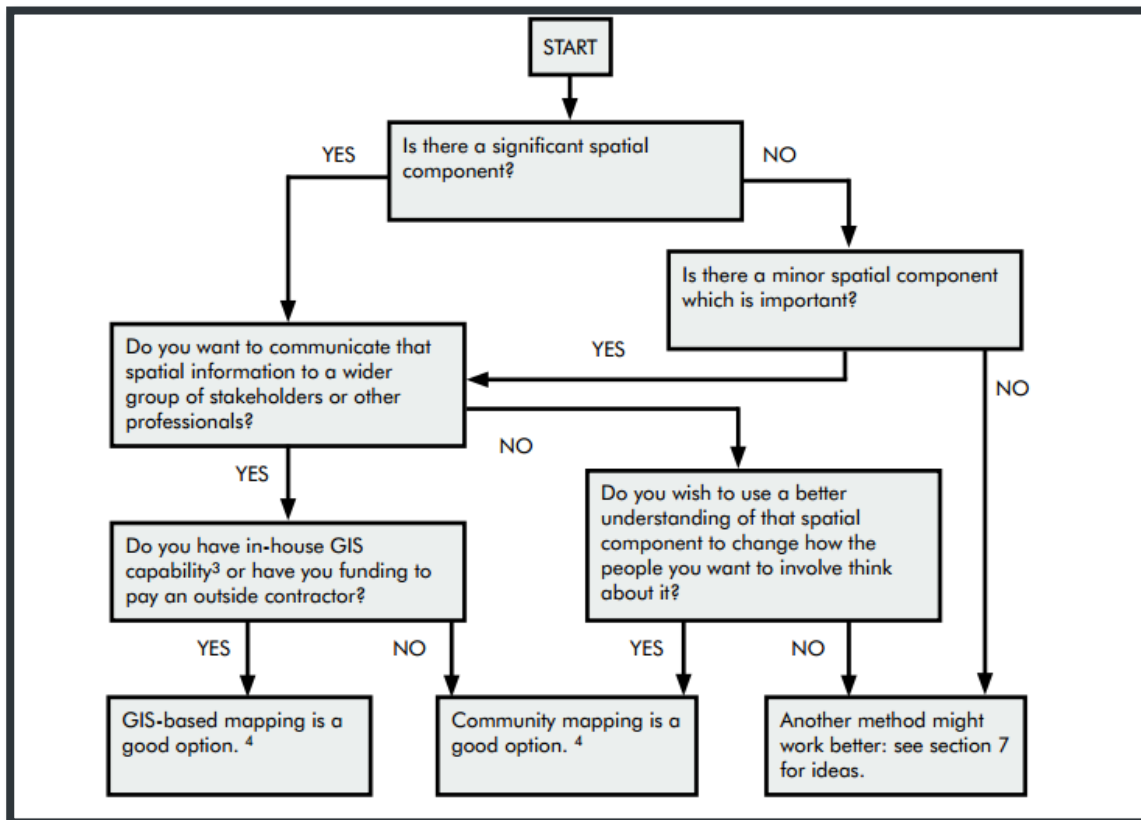 START
Is there a significant spatial
component?
YES
NO
Is there a minor spatial component
which is important?
YES
NO
Do you want to communicate that
spatial information to a wider
group of stakeholders or other
professionals?
NO
YES
Do you wish to use a better
understanding of that spatial
component to change how the
people you want to involve think
about it?
Do you have in-house GIS
capability³ or have you funding to
pay an outside contractor?
YES
NO
YES
NO
GIS-based mapping is a
good option. ⁴
Community mapping is a
good option. ⁴
Another method might
work better: see section 7
for ideas.